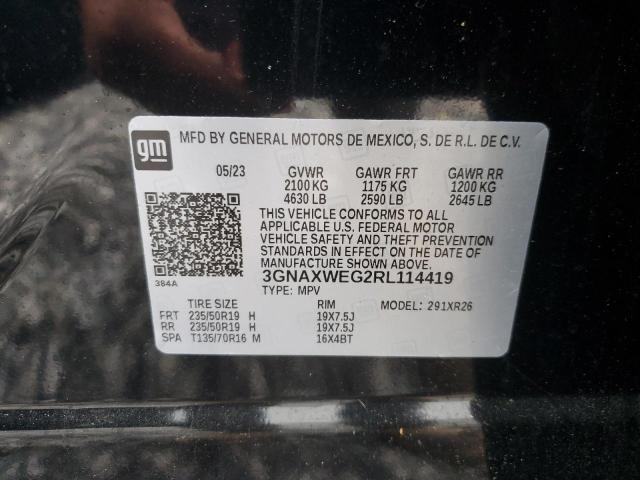 gm MFD BY GENERAL MOTORS DE MEXICO, S. DE R.L. DE C.V.
05/23 GVWR GAWR FRT GAWR RR
2100 KG 1175 KG 1200 KG
4630 LB 2590 LB 2645 LB
THIS VEHICLE CONFORMS TO ALL
APPLICABLE U.S. FEDERAL MOTOR
VEHICLE SAFETY AND THEFT PREVENTION
STANDARDS IN EFFECT ON THE DATE OF
MANUFACTURE SHOWN ABOVE.
384A 3GNAXWEG2RL114419
TYPE: MPV
TIRE SIZE RIM MODEL: 291XR26
FRT 235/50R19 H 19X7.5J
RR 235/50R19 H 19X7.5J
SPA T135/70R16 M 16X4BT